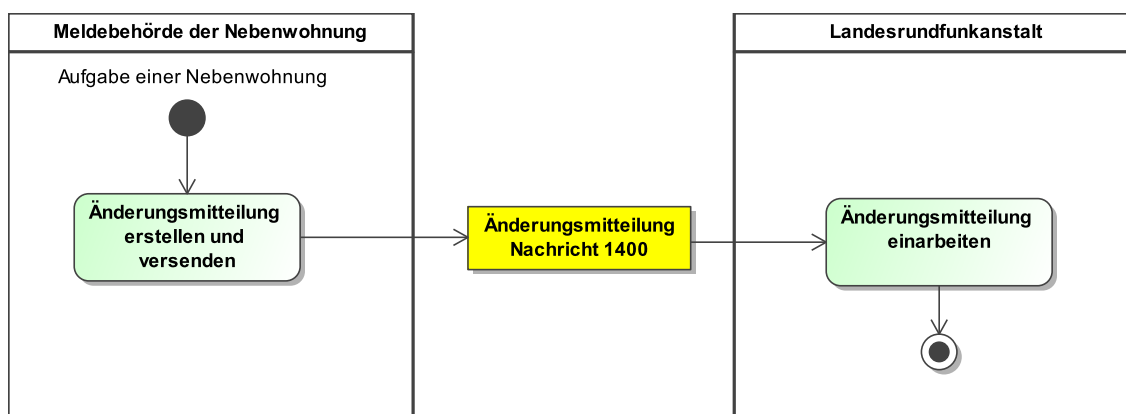 Meldebehörde der Nebenwohnung
Landesrundfunkanstalt
Aufgabe einer Nebenwohnung
Änderungsmitteilung
erstellen und
versenden
Änderungsmitteilung
Nachricht 1400
Änderungsmitteilung
einarbeiten